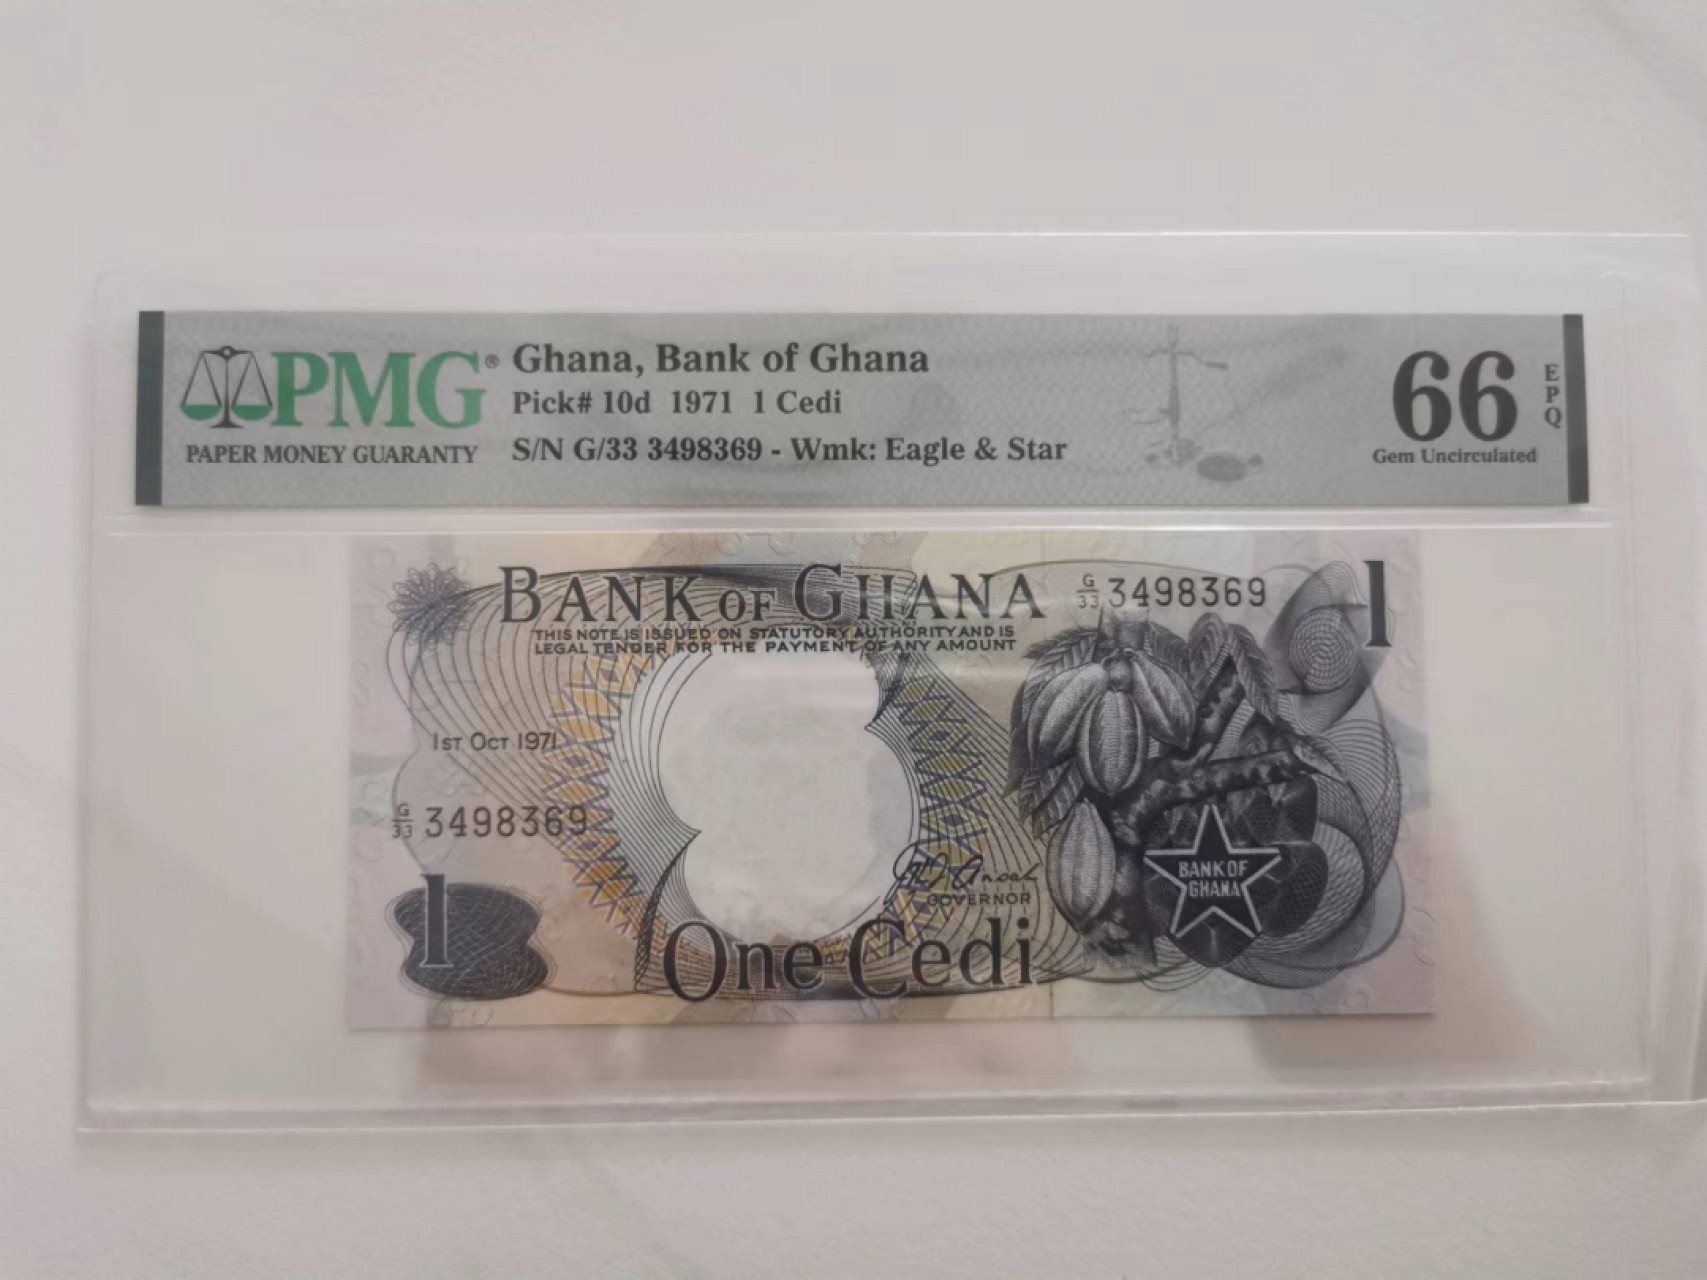 PMG®
PAPER MONEY GUARANTY
Ghana, Bank of Ghana
Pick# 10d 1971 1 Cedi
S/N G/33 3498369 - Wmk: Eagle & Star
66
EPQ
Gem Uncirculated
BANK OF GHANA
G/33 3498369
1
THIS NOTE IS ISSUED ON STATUTORY AUTHORITY AND IS
LEGAL TENDER FOR THE PAYMENT OF ANY AMOUNT
1ST OCT 1971
G/33 3498369
GOVERNOR
BANK OF
GHANA
1
One Cedi